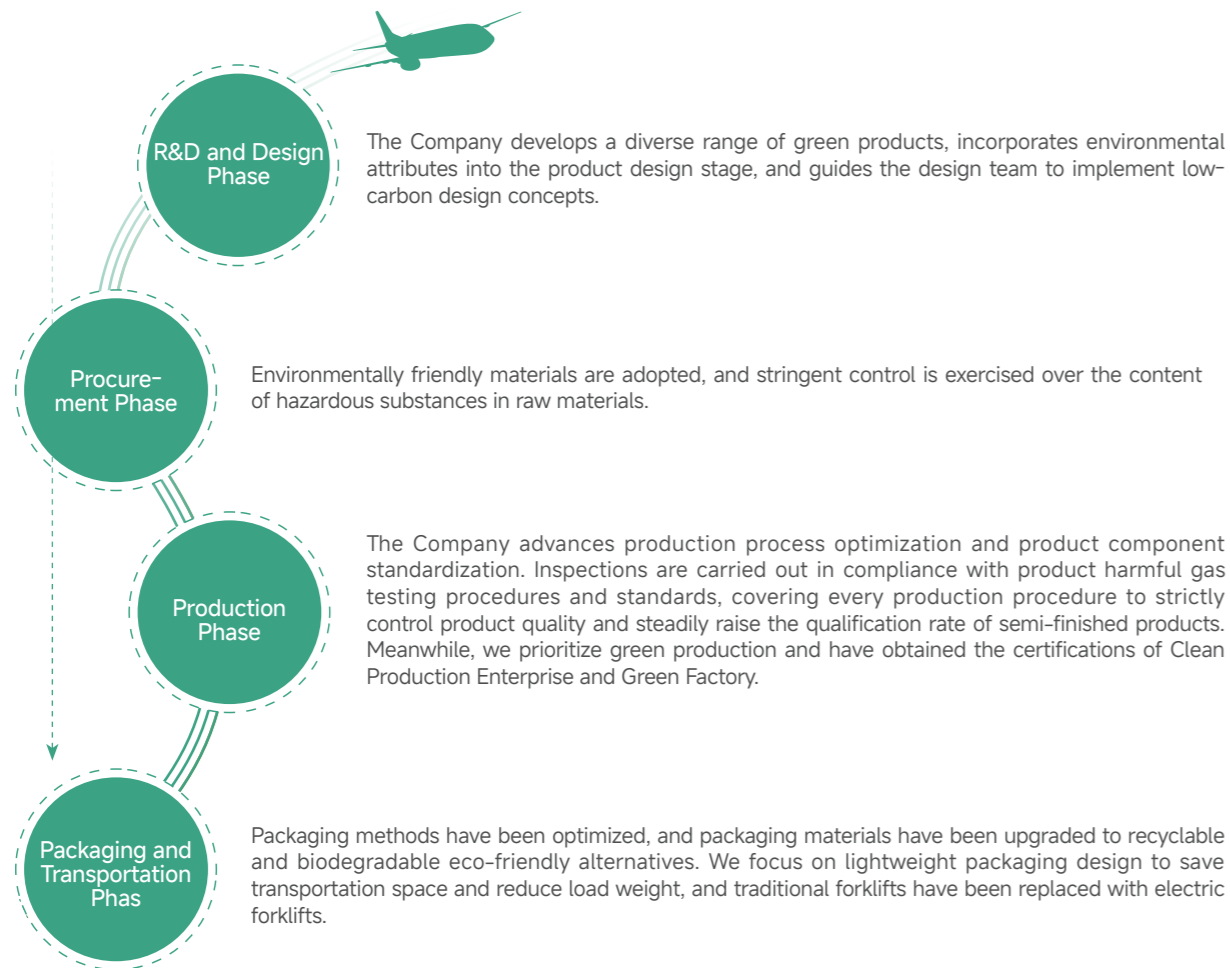 R&D and Design
Phase
The Company develops a diverse range of green products, incorporates environmental
attributes into the product design stage, and guides the design team to implement low-
carbon design concepts.
Procure-
ment Phase
Environmentally friendly materials are adopted, and stringent control is exercised over the content
of hazardous substances in raw materials.
Production
Phase
The Company advances production process optimization and product component
standardization. Inspections are carried out in compliance with product harmful gas
testing procedures and standards, covering every production procedure to strictly
control product quality and steadily raise the qualification rate of semi-finished products.
Meanwhile, we prioritize green production and have obtained the certifications of Clean
Production Enterprise and Green Factory.
Packaging and
Transportation
Phas
Packaging methods have been optimized, and packaging materials have been upgraded to recyclable
and biodegradable eco-friendly alternatives. We focus on lightweight packaging design to save
transportation space and reduce load weight, and traditional forklifts have been replaced with electric
forklifts.